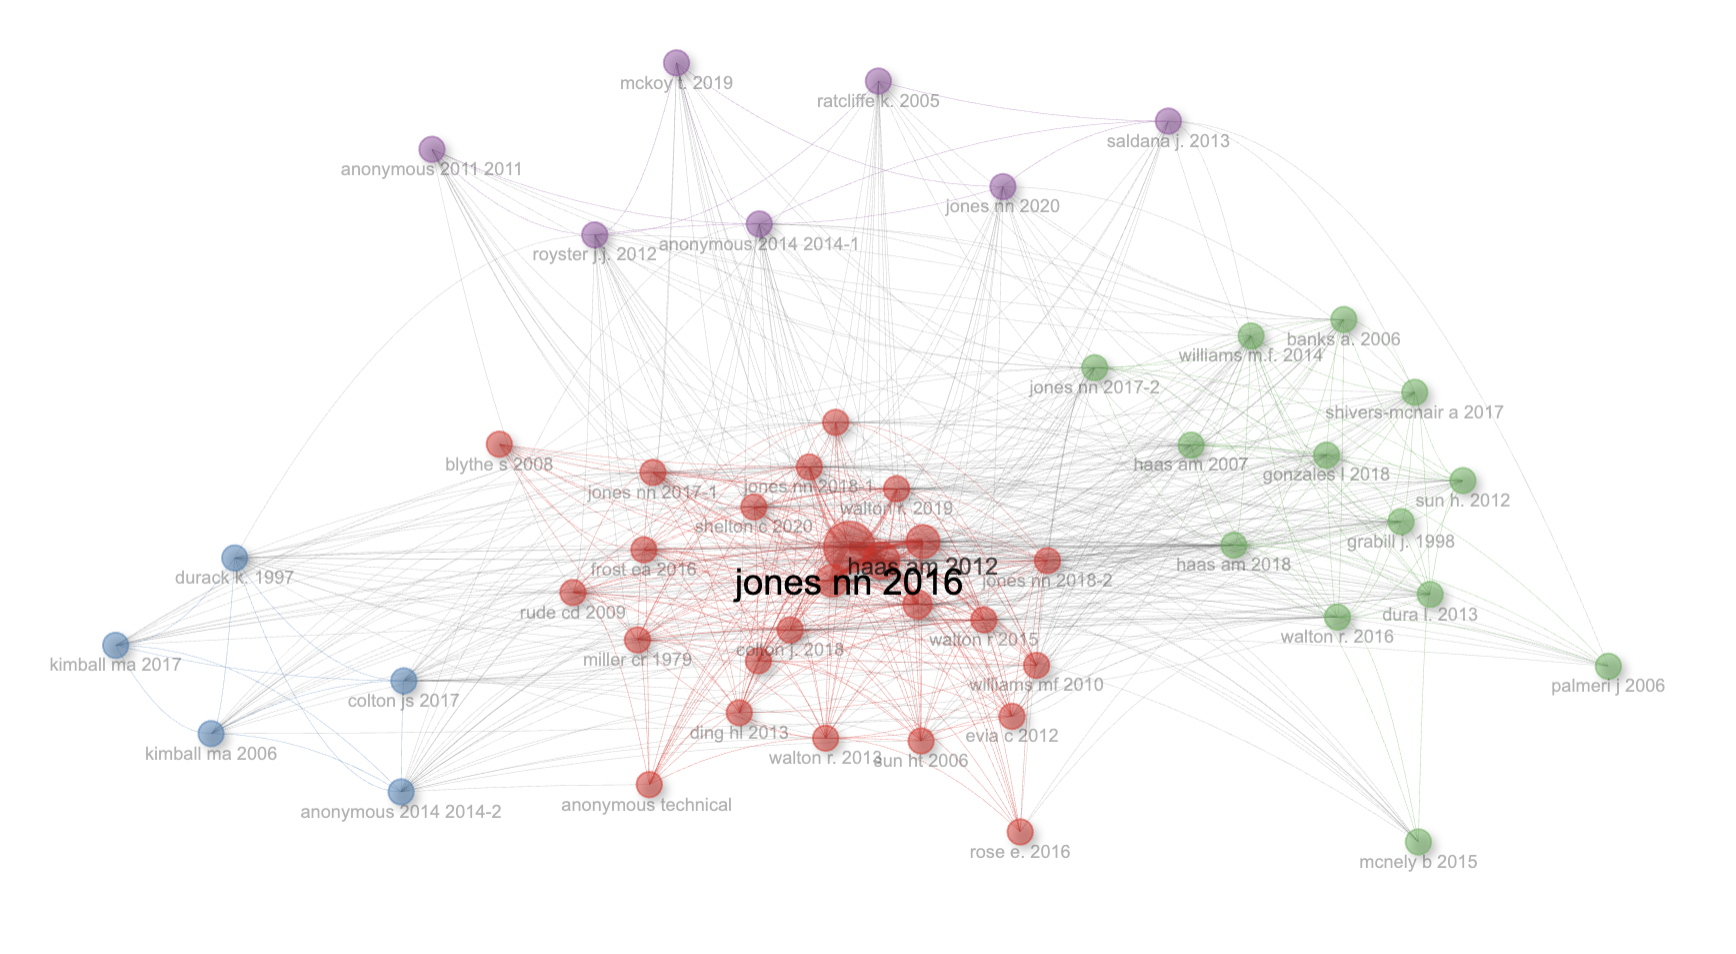 mckoy t. 2019
ratcliffe k. 2005
saldana j. 2013
anonymous 2011 2011
jones nn 2020
royster j.j. 2012
anonymous 2014 2014-1
banks a. 2006
williams m.f. 2014
jones nn 2017-2
shivers-mcnair a 2017
blythe s 2008
haas am 2007
gonzales l 2018
jones nn 2017-1
jones nn 2018-1
sun h. 2012
walton r. 2019
shelton c 2020
grabill j. 1998
haas am 2018
frost ea 2016
haas am 2012
jones nn 2018-2
durack k. 1997
jones nn 2016
rude cd 2009
dura l. 2013
walton r. 2016
walton r 2015
colton j. 2018
miller cr 1979
kimball ma 2017
williams mf 2010
palmeri j 2006
colton js 2017
ding hl 2013
evia c 2012
kimball ma 2006
walton r. 2013
sun ht 2006
anonymous technical
anonymous 2014 2014-2
rose e. 2016
mcnely b 2015